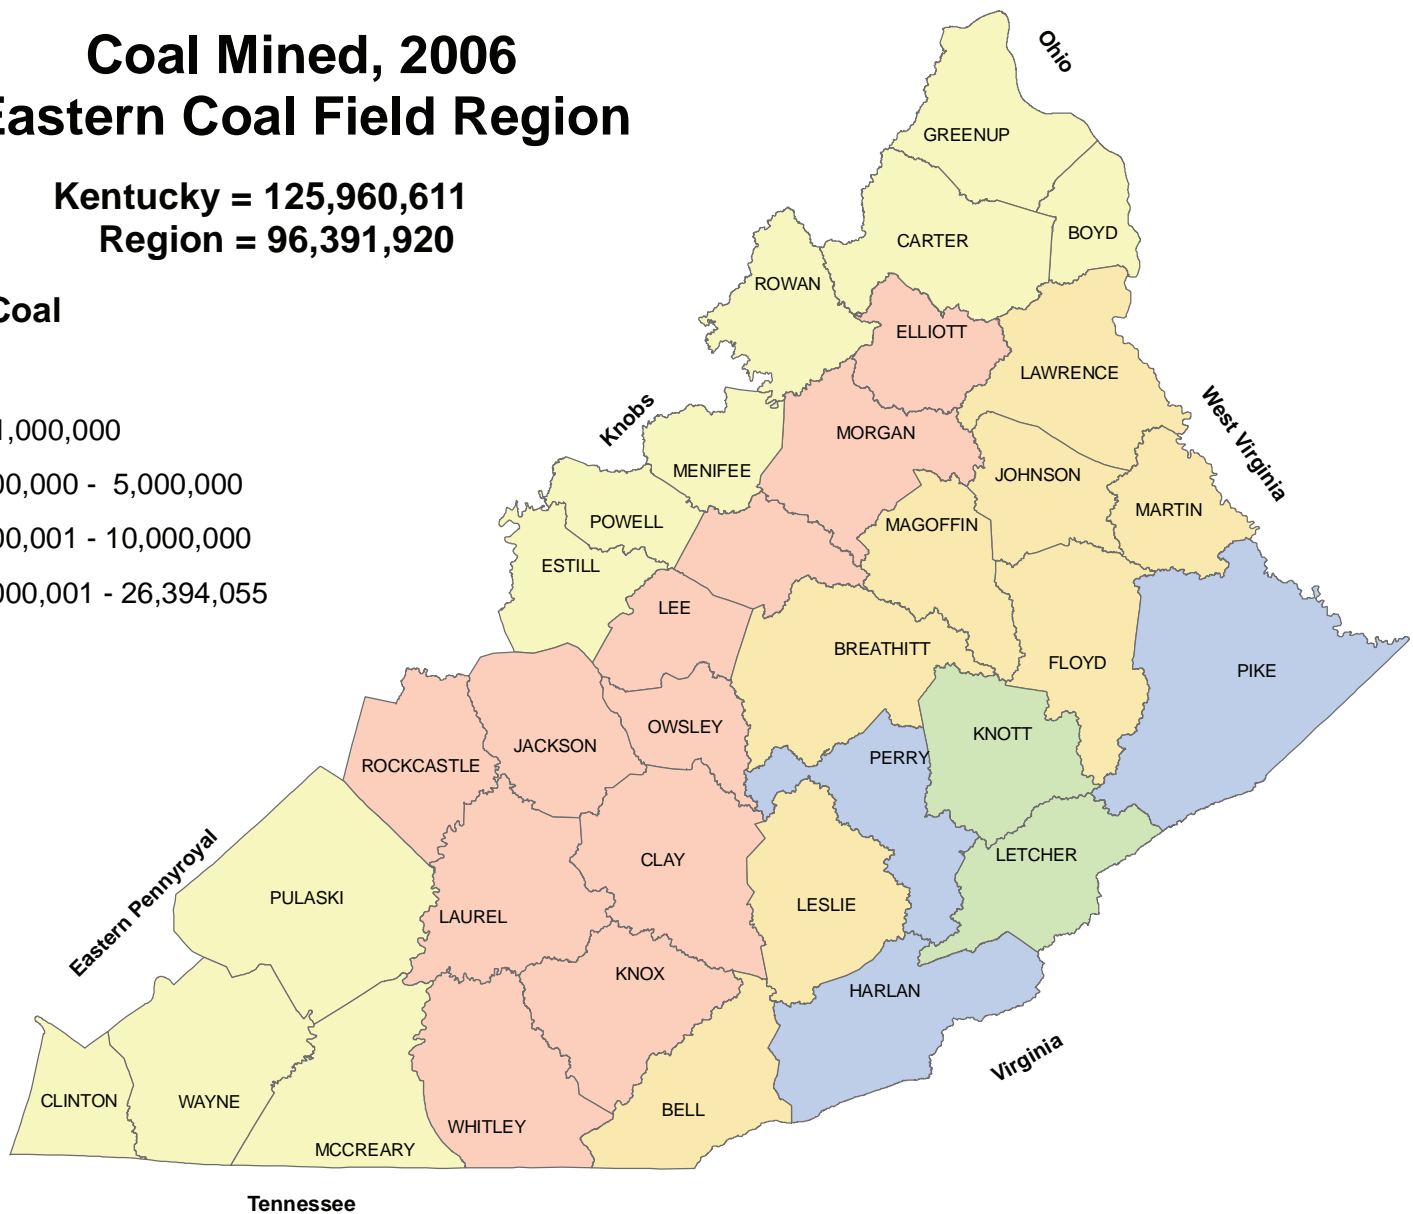 Coal Mined, 2006
Eastern Coal Field Region
Kentucky = 125,960,611
Region = 96,391,920
Coal
1,000,000
00,000 - 5,000,000
00,001 - 10,000,000
000,001 - 26,394,055
Ohio
GREENUP
BOYD
CARTER
ROWAN
ELLIOTT
LAWRENCE
Knobs
West Virginia
MORGAN
MENIFEE
JOHNSON
MARTIN
POWELL
MAGOFFIN
ESTILL
LEE
BREATHITT
FLOYD
PIKE
OWSLEY
KNOTT
JACKSON
PERRY
ROCKCASTLE
LETCHER
CLAY
Eastern Pennyroyal
PULASKI
LESLIE
LAUREL
KNOX
HARLAN
Virginia
CLINTON
WAYNE
BELL
WHITLEY
MCCREARY
Tennessee